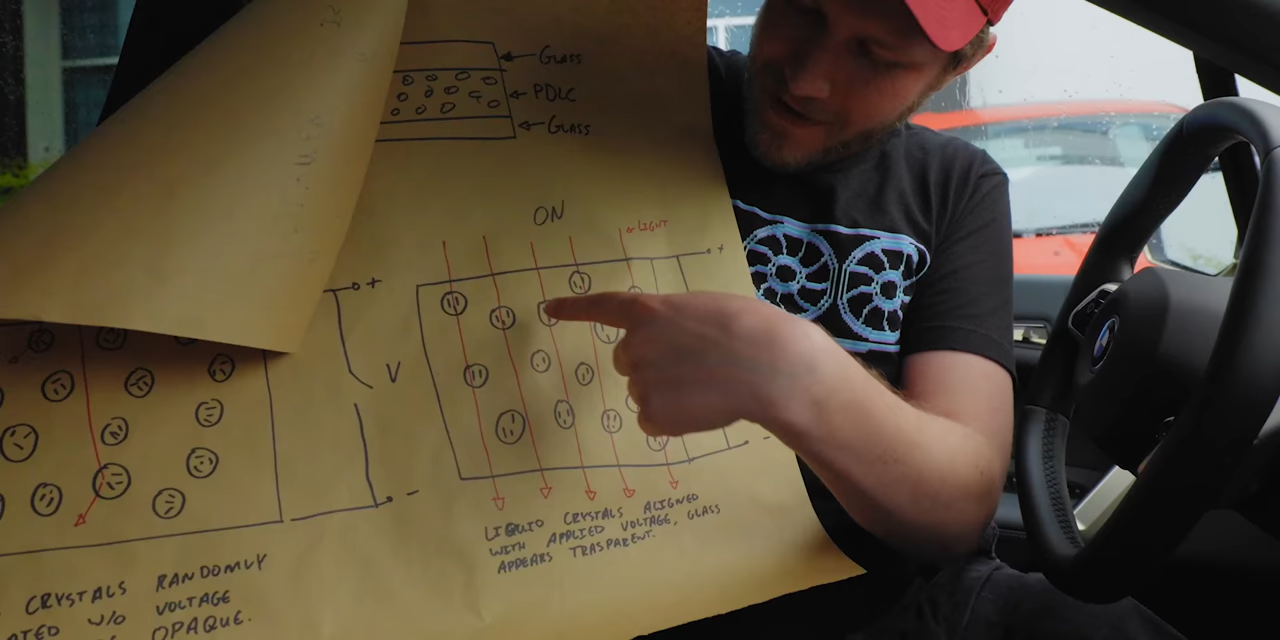 GLASS
PDLC
GLASS
ON
LIGHT
+
+
V
-
-
LIQUID CRYSTALS ALIGNED
WITH APPLIED VOLTAGE, GLASS
APPEARS TRASPARENT.
CRYSTALS RANDOMLY
W/O VOLTAGE
OPAQUE.